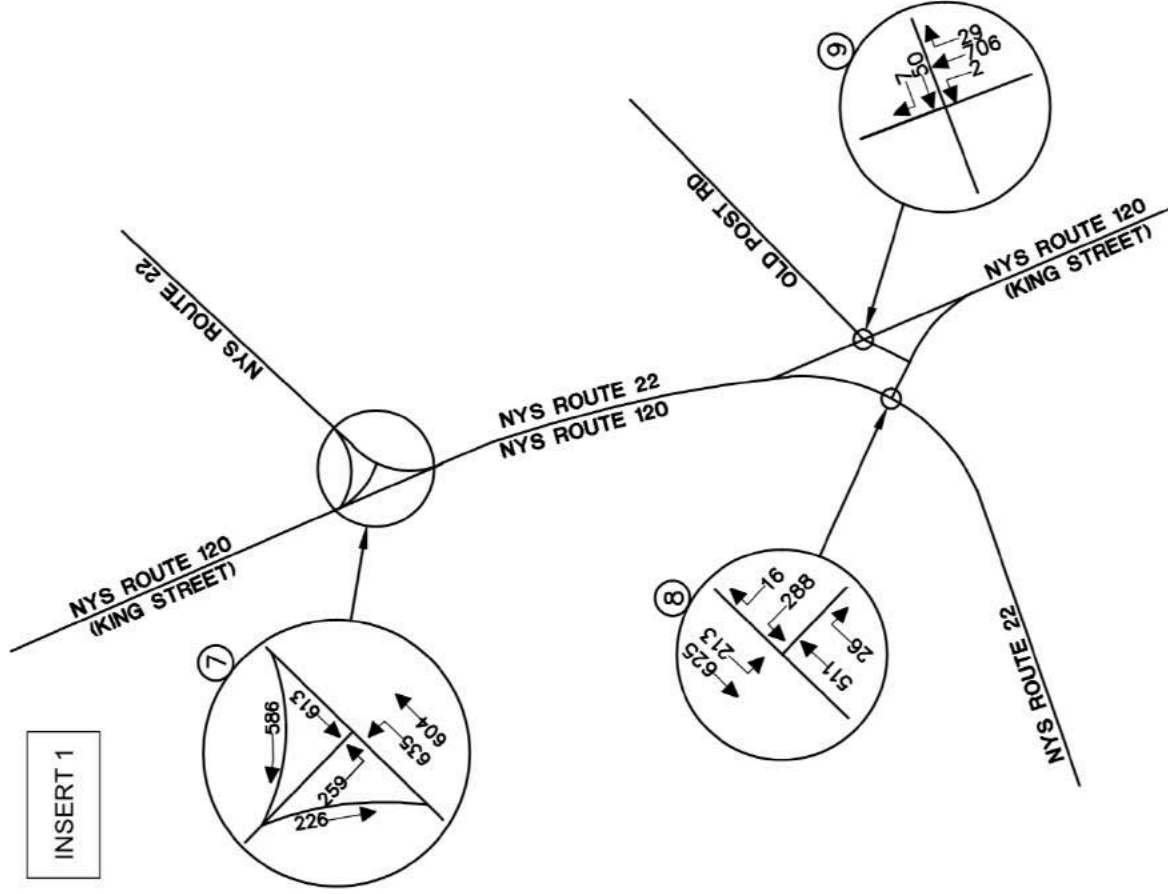 INSERT 1
NYS ROUTE 120
(KING STREET)
NYS ROUTE 22
7
586
613
259
226
635
604
NYS ROUTE 22
NYS ROUTE 120
OLD POST RD
9
7
50
29
706
2
8
625
213
16
288
511
26
NYS ROUTE 120
(KING STREET)
NYS ROUTE 22